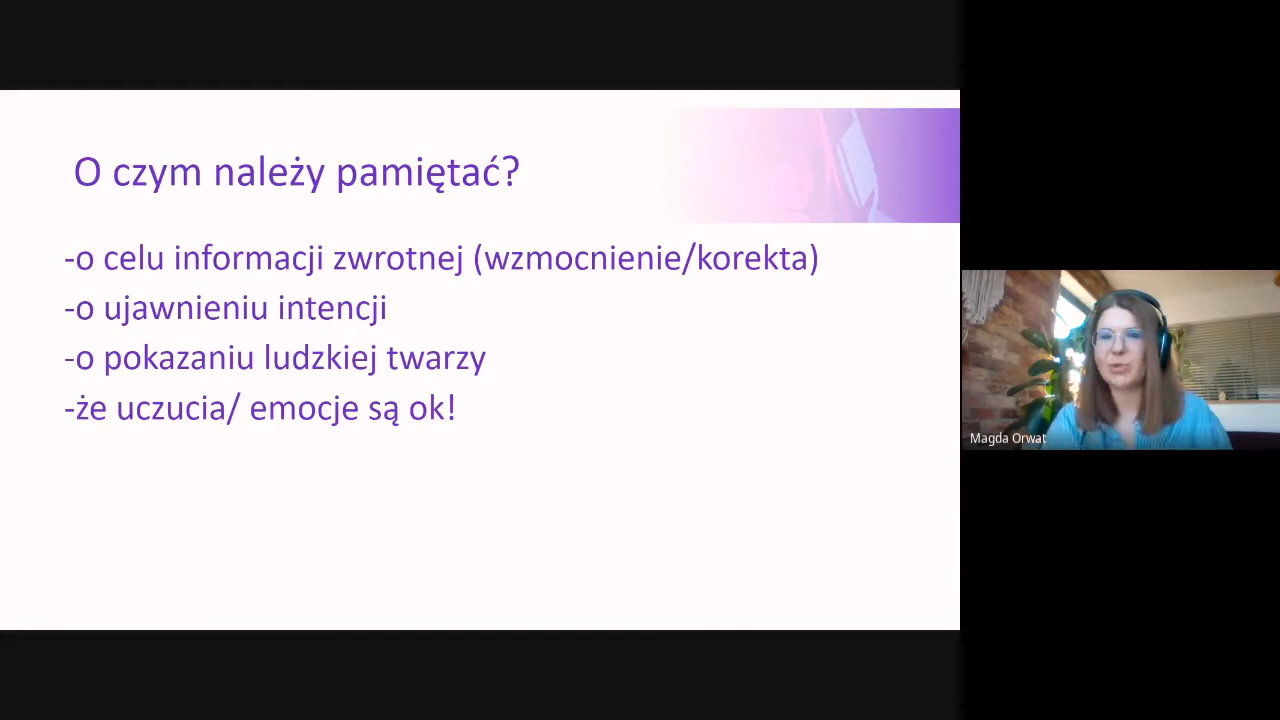 O czym należy pamiętać?
-o celu informacji zwrotnej (wzmocnienie/korekta)
-o ujawnieniu intencji
-o pokazaniu ludzkiej twarzy
-że uczucia/ emocje są ok!
Magda Orwat